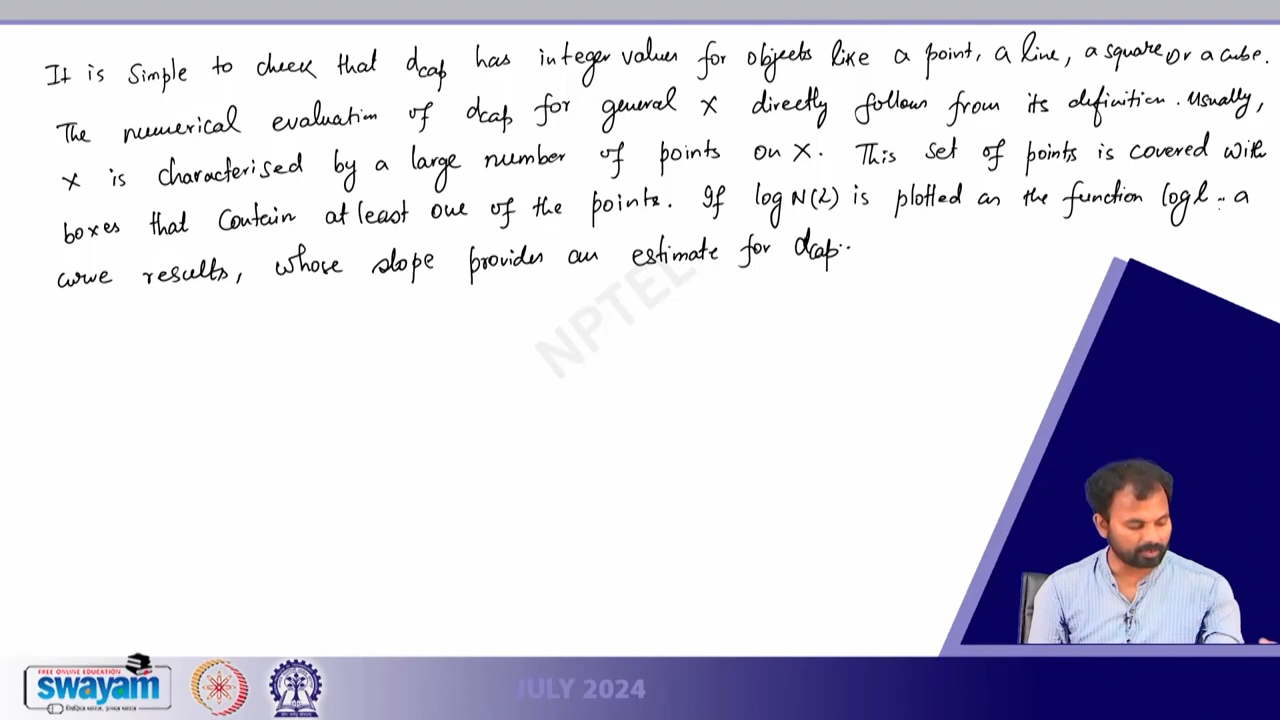 It is simple to check that dcap has integer values for objects like a point, a line, a square or a cube.
The numerical evaluation of dcap for general X directly follows from its definition. Usually,
X is characterised by a large number of points on X. This set of points is covered with
boxes that contain at least one of the points. If log N(L) is plotted as the function log L.. a
curve results, whose slope provides an estimate for dcap..
NPTEL
FREE ONLINE EDUCATION
swayam
JULY 2024